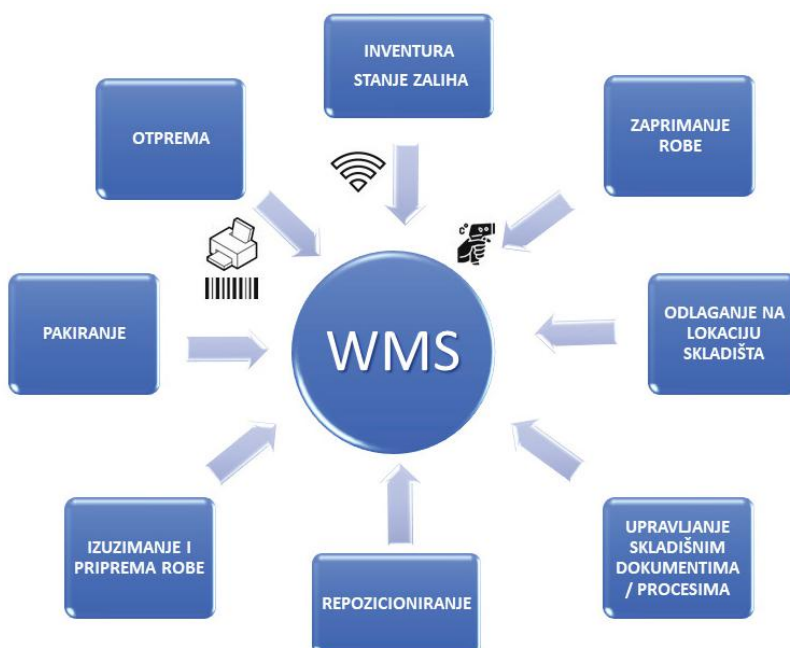 INVENTURA
STANJE ZALIHA
OTPREMA
ZAPRIMANJE
ROBE
PAKIRANJE
WMS
ODLAGANJE NA
LOKACIJU
SKLADIŠTA
IZUZIMANJE I
PRIPREMA ROBE
REPOZICIONIRANJE
UPRAVLJANJE
SKLADIŠNIM
DOKUMENTIMA
/ PROCESIMA